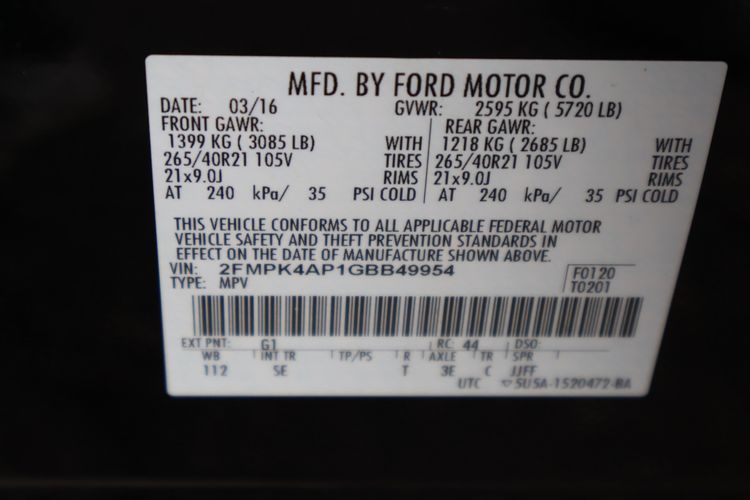 MFD. BY FORD MOTOR CO.
DATE: 03/16 GVWR: 2595 KG ( 5720 LB)
FRONT GAWR: REAR GAWR:
1399 KG ( 3085 LB) WITH 1218 KG ( 2685 LB) WITH
265/40R21 105V TIRES 265/40R21 105V TIRES
21x9.0J RIMS 21x9.0J RIMS
AT 240 kPa/ 35 PSI COLD AT 240 kPa/ 35 PSI COLD
THIS VEHICLE CONFORMS TO ALL APPLICABLE FEDERAL MOTOR
VEHICLE SAFETY AND THEFT PREVENTION STANDARDS IN
EFFECT ON THE DATE OF MANUFACTURE SHOWN ABOVE.
VIN: 2FMPK4AP1GBB49954 F0120
TYPE: MPV T0201
EXT PNT: G1 RC: 44 DSO:
WB INT TR TP/PS R AXLE TR SPR
112 SE T 3E C JJFF
UTC 5U5A-1520472-BA